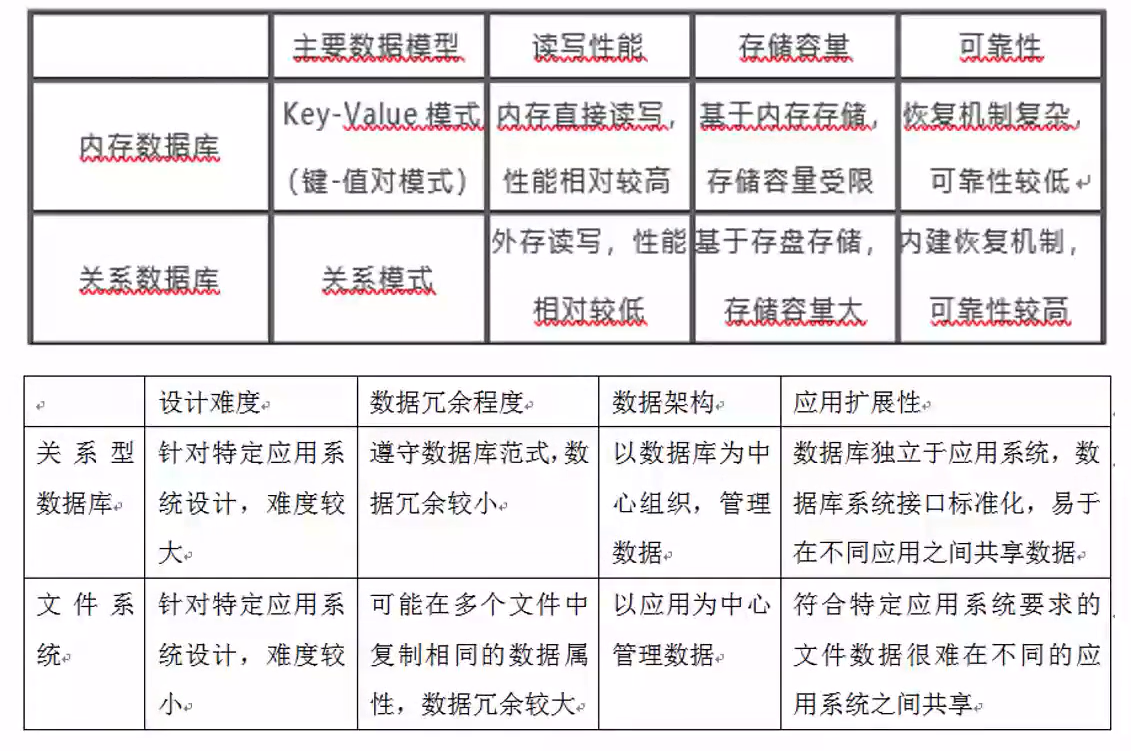 主要数据模型 读写性能 存储容量 可靠性
内存数据库
Key-Value 模式
（键-值对模式）
内存直接读写，
性能相对较高
基于内存存储，
存储容量受限
恢复机制复杂，
可靠性较低
关系数据库
关系模式
外存读写，性能
相对较低
基于存盘存储，
存储容量大
内建恢复机制，
可靠性较高
设计难度 数据冗余程度 数据架构 应用扩展性
关系型
数据库
针对特定应用系
统设计，难度较
大
遵守数据库范式，数
据冗余较小
以数据库为中
心组织，管理
数据
数据库独立于应用系统，数
据库系统接口标准化，易于
在不同应用之间共享数据
文件系
统
针对特定应用系
统设计，难度较
小
可能在多个文件中
复制相同的数据属
性，数据冗余较大
以应用为中心
管理数据
符合特定应用系统要求的
文件数据很难在不同的应
用系统之间共享